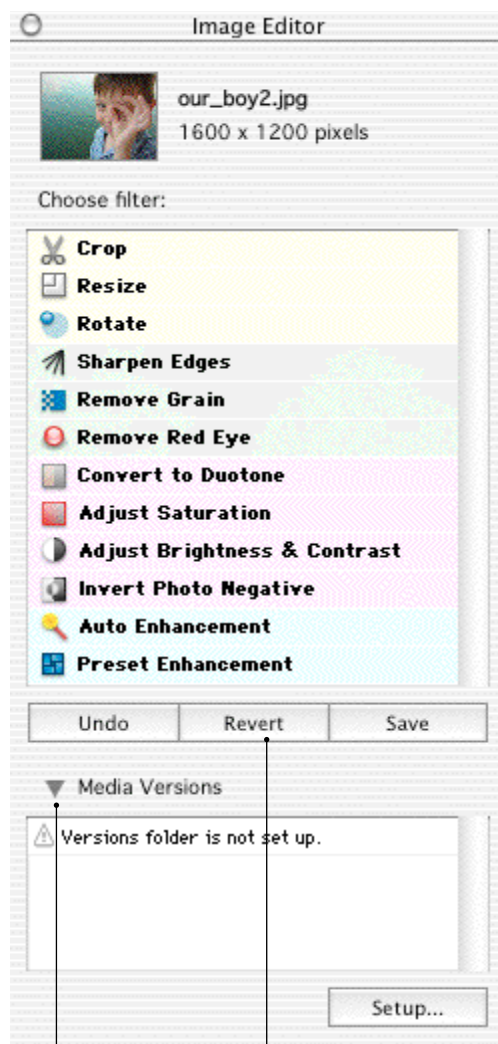 Image Editor
our_boy2.jpg
1600 x 1200 pixels
Choose filter:
Crop
Resize
Rotate
Sharpen Edges
Remove Grain
Remove Red Eye
Convert to Duotone
Adjust Saturation
Adjust Brightness & Contrast
Invert Photo Negative
Auto Enhancement
Preset Enhancement
Undo Revert Save
Media Versions
Versions folder is not set up.
Setup...